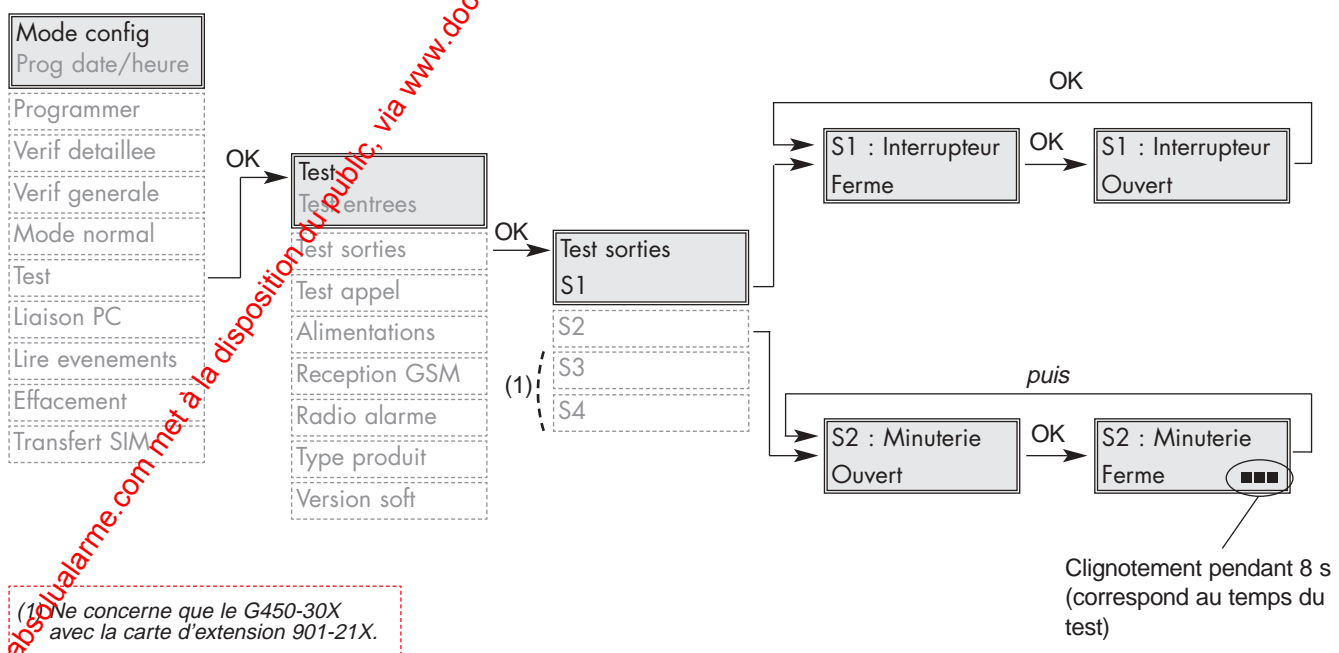 Mode config
Prog date/heure
Programmer
Verif detaillee
Verif generale
Mode normal
Test
Liaison PC
Lire evenements
Effacement
Transfert SIM
OK
Test
Test entrees
Test sorties
Test appel
Alimentations
Reception GSM
Radio alarme
Type produit
Version soft
OK
Test sorties
S1
S2
S3
S4
(1)
OK
S1 : Interrupteur
Ferme
OK
S1 : Interrupteur
Ouvert
puis
S2 : Minuterie
Ouvert
OK
S2 : Minuterie
Ferme
Clignotement pendant 8 s
(correspond au temps du
test)
(1) Ne concerne que le G450-30X
avec la carte d'extension 901-21X.
absolualarme.com met à la disposition du public, via www.doc